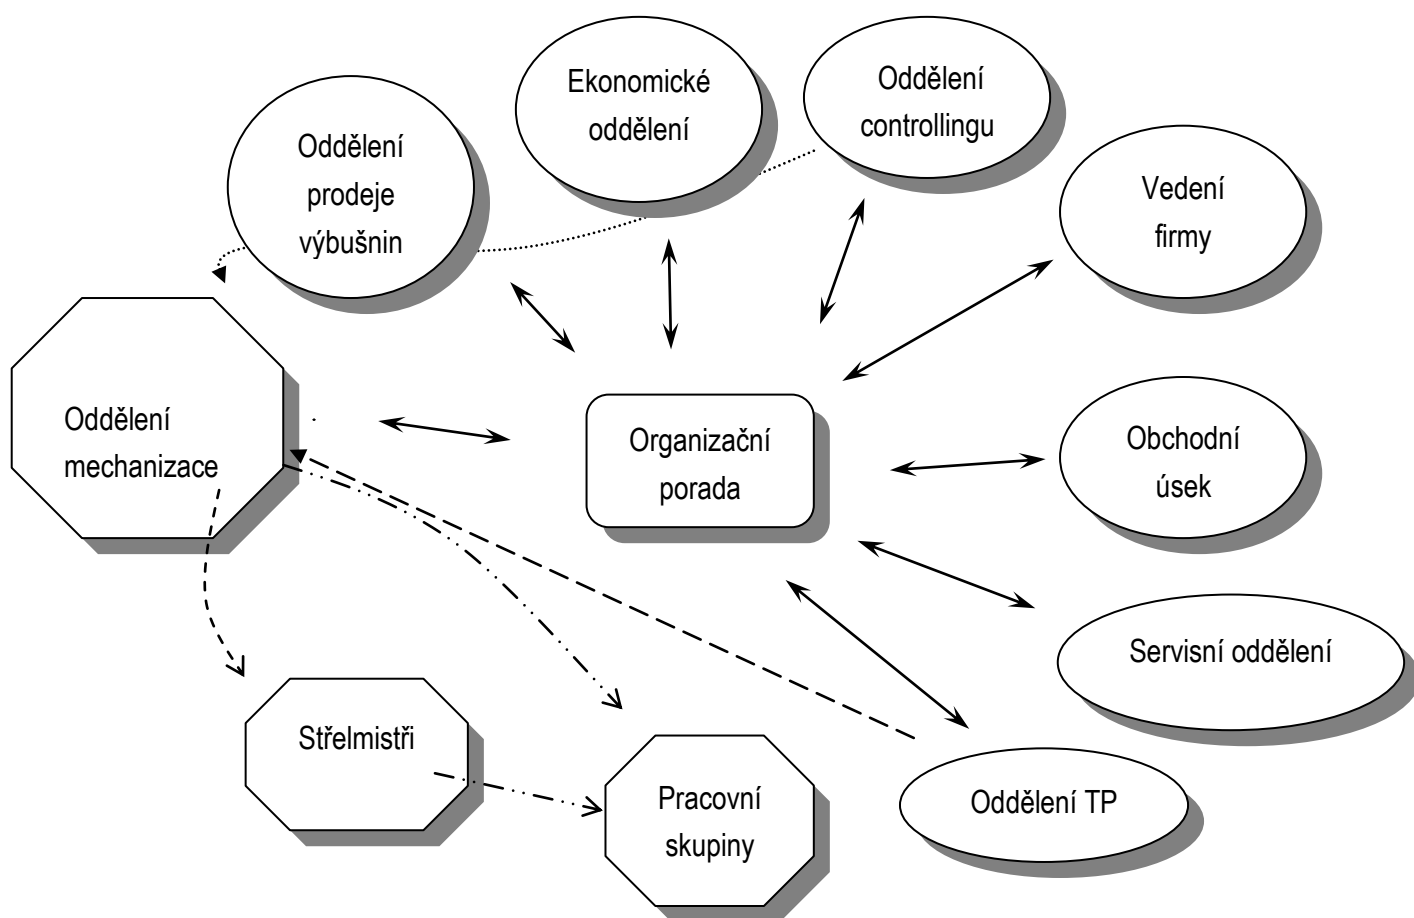 Ekonomické
oddělení
Oddělení
controllingu
Oddělení
prodeje
výbušnin
Vedení
firmy
Oddělení
mechanizace
Organizační
porada
Obchodní
úsek
Servisní oddělení
Střelmistři
Pracovní
skupiny
Oddělení TP